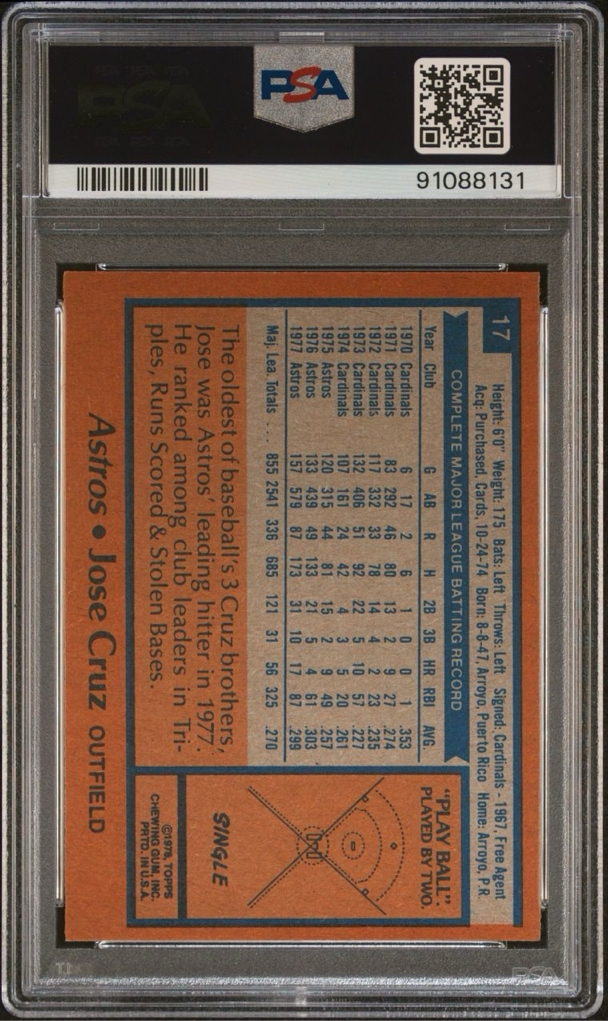 PSA
91088131
17
Height: 6'0" Weight: 175 Bats: Left Throws: Left Signed: Cardinals - 1967, Free Agent
Acq: Purchased, Cards, 10-24-74 Born: 8-8-47, Arroyo, Puerto Rico Home: Arroyo, P.R
COMPLETE MAJOR LEAGUE BATTING RECORD
Year Club G AB R H 2B 3B HR RBI AVG.
1970 Cardinals 6 17 2 6 1 0 0 1 .353
1971 Cardinals 83 292 46 80 13 2 9 27 .274
1972 Cardinals 117 332 33 78 14 4 2 23 .235
1973 Cardinals 132 406 51 92 22 5 10 57 .227
1974 Cardinals 107 161 24 42 4 3 5 20 .261
1975 Astros 120 315 44 81 15 2 9 49 .257
1976 Astros 133 439 49 133 21 5 4 61 .303
1977 Astros 157 579 87 173 31 10 17 87 .299
Maj. Lea. Totals . . . 855 2541 336 685 121 31 56 325 .270
The oldest of baseball's 3 Cruz brothers,
Jose was Astros' leading hitter in 1977.
He ranked among club leaders in Tri-
ples, Runs Scored & Stolen Bases.
Astros • Jose Cruz OUTFIELD
"PLAY BALL".
PLAYED BY TWO.
SINGLE
©1978, TOPPS
CHEWING GUM, INC.
PRTD. IN U.S.A.
PSA